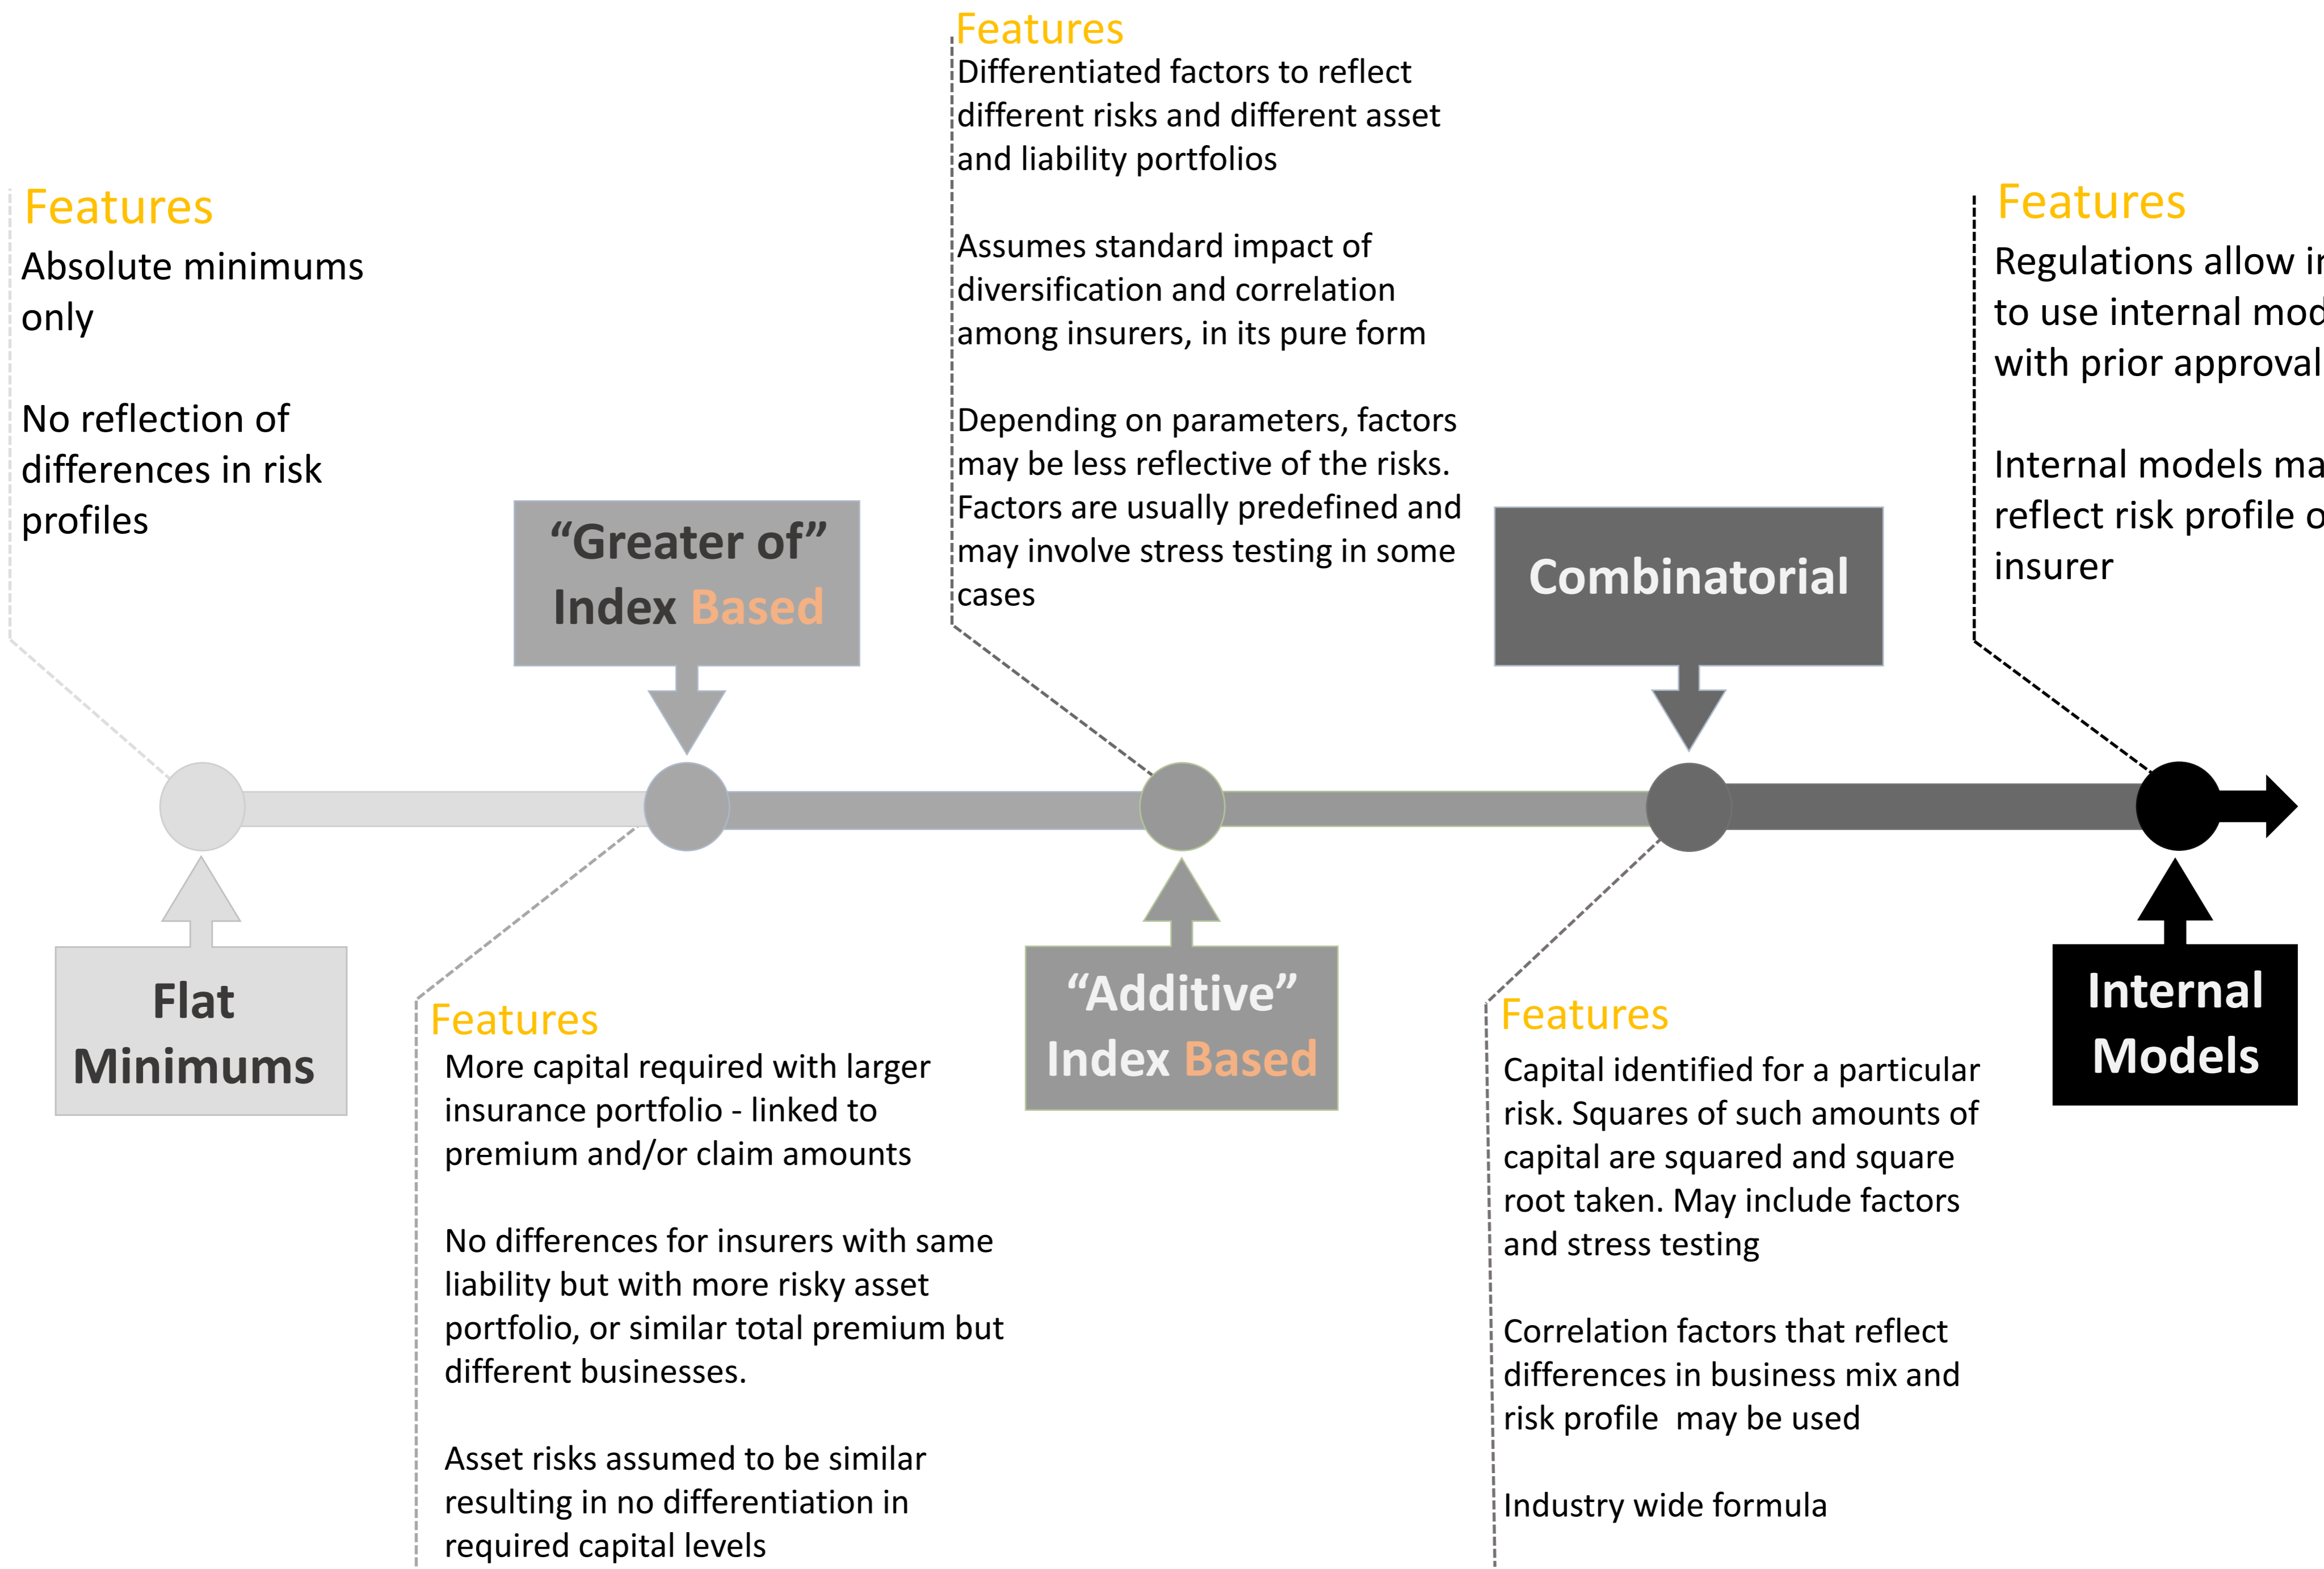 Features
Absolute minimums
only
No reflection of
differences in risk
profiles
Flat
Minimums
“Greater of”
Index Based
Features
More capital required with larger
insurance portfolio - linked to
premium and/or claim amounts
No differences for insurers with same
liability but with more risky asset
portfolio, or similar total premium but
different businesses.
Asset risks assumed to be similar
resulting in no differentiation in
required capital levels
Features
Differentiated factors to reflect
different risks and different asset
and liability portfolios
Assumes standard impact of
diversification and correlation
among insurers, in its pure form
Depending on parameters, factors
may be less reflective of the risks.
Factors are usually predefined and
may involve stress testing in some
cases
“Additive”
Index Based
Combinatorial
Features
Capital identified for a particular
risk. Squares of such amounts of
capital are squared and square
root taken. May include factors
and stress testing
Correlation factors that reflect
differences in business mix and
risk profile  may be used
Industry wide formula
Features
Regulations allow
to use internal
with prior approval
Internal models
reflect risk profile
insurer
Internal
Models